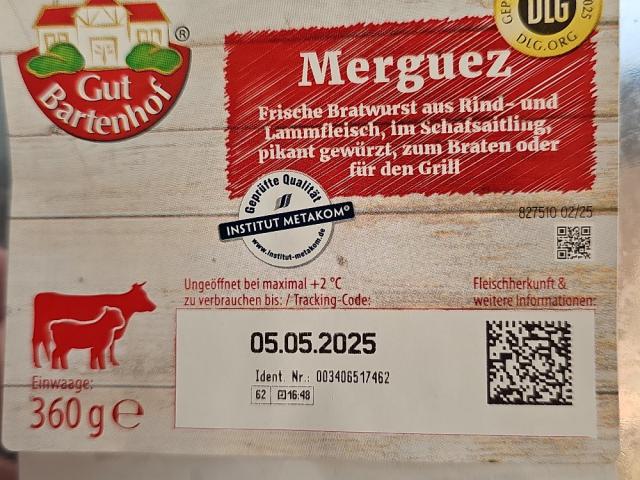 Gut
Bartenhof
®
DLG
DLG.ORG
2025
Merguez
Frische Bratwurst aus Rind- und
Lammfleisch, im Schafsaitling,
pikant gewürzt, zum Braten oder
für den Grill
Geprüfte Qualität
INSTITUT METAKOM®
www.institut-metakom.de
827510 02/25
Ungeöffnet bei maximal +2 °C
zu verbrauchen bis: / Tracking-Code:
Fleischherkunft &
weitere Informationen:
05.05.2025
Ident. Nr.: 003406517462
62 16:48
Einwaage:
360 g ℮